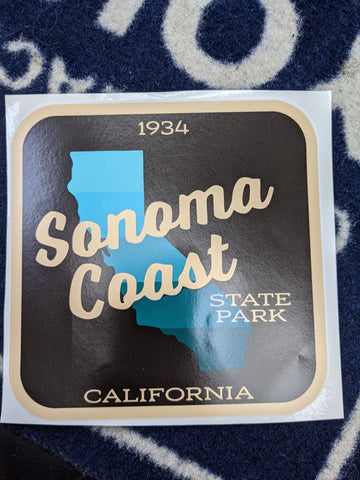 1934
Sonoma
Coast
STATE
PARK
CALIFORNIA